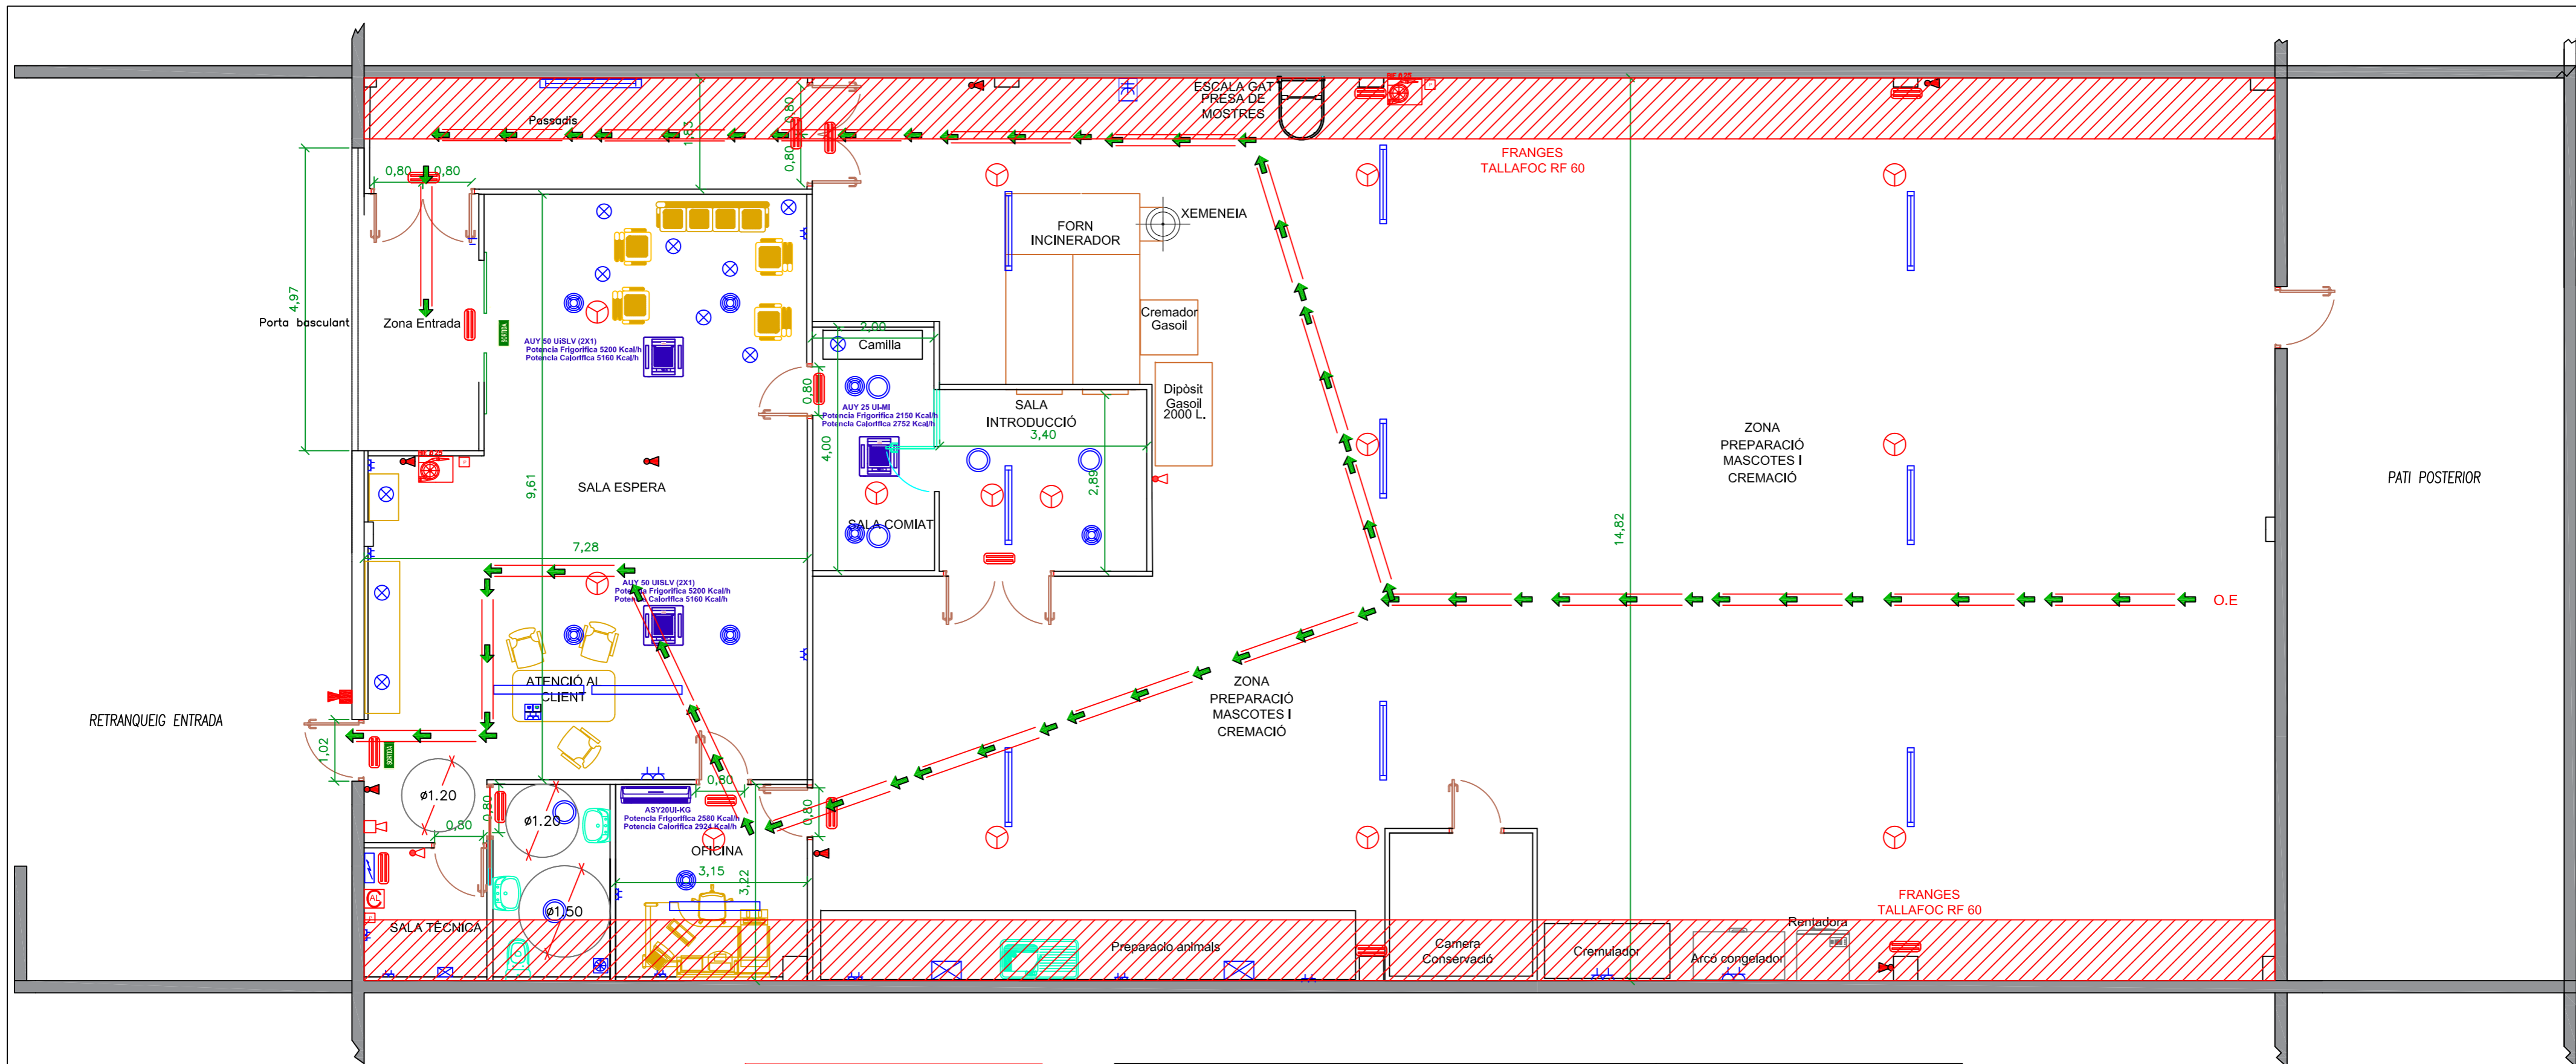 ESCALA GAT
PRESA DE
MOSTRES
Passadis
0,80
1,83
0,80
0,80
0,80
FRANGES
TALLAFOC RF 60
FORN
INCINERADOR
XEMENEIA
4,97
Porta basculant
Zona Entrada
SORTIDA
AUY 50 UiSLV (2X1)
Potencia Frigorifica 5200 Kcal/h
Potencia Calorifica 5160 Kcal/h
2,00
Camilla
Cremador
Gasoil
0,80
AUY 25 UI-MI
Potencia Frigorifica 2150 Kcal/h
Potencia Calorifica 2752 Kcal/h
SALA
INTRODUCCIÓ
3,40
Dipòsit
Gasoil
2000 L.
ZONA
PREPARACIÓ
MASCOTES I
CREMACIÓ
PATI POSTERIOR
4,00
2,89
9,61
SALA ESPERA
SALA COMIAT
14,82
7,28
AUY 50 UISLV (2X1)
Potencia Frigorifica 5200 Kcal/h
Potencia Calorifica 5160 Kcal/h
O.E
ATENCIÓ AL
CLIENT
ZONA
PREPARACIÓ
MASCOTES I
CREMACIÓ
RETRANQUEIG ENTRADA
1,02
SORTIDA
ø1.20
0,80
0,80
ø1.20
0,80
0,80
ASY20UI-KG
Potencia Frigorifica 2580 Kcal/h
Potencia Calorifica 2924 Kcal/h
OFICINA
3,15
3,22
ø1.50
SALA TÈCNICA
AL
FRANGES
TALLAFOC RF 60
Rentadora
Preparacio animals
Camera
Conservació
Cremulador
Arcó congelador